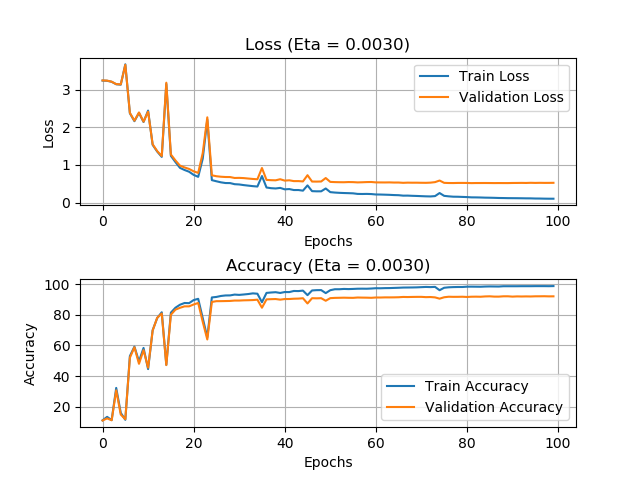 Loss (Eta = 0.0030)
3
2
1
0
Loss
Train Loss
Validation Loss
0 20 40 60 80 100
Epochs
Accuracy (Eta = 0.0030)
100
80
60
40
20
Accuracy
Train Accuracy
Validation Accuracy
0 20 40 60 80 100
Epochs